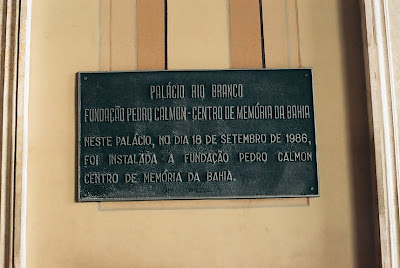 PALÁCIO RIO BRANCO
FUNDAÇÃO PEDRO CALMON-CENTRO DE MEMÓRIA DA BAHIA
NESTE PALÁCIO, NO DIA 18 DE SETEMBRO DE 1986,
FOI INSTALADA A FUNDAÇÃO PEDRO CALMON
CENTRO DE MEMÓRIA DA BAHIA.